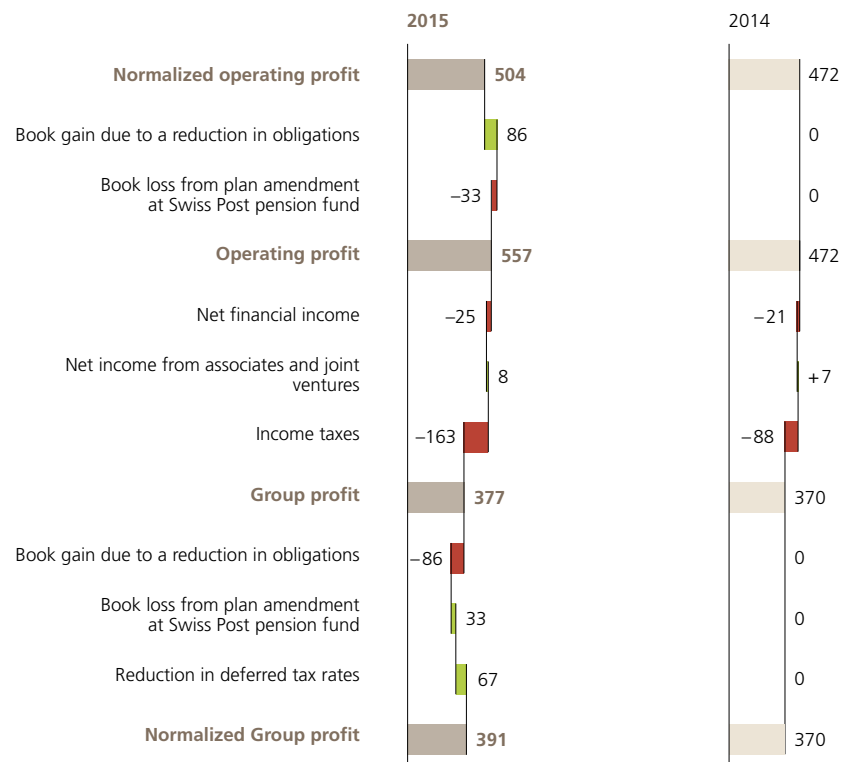 2015 2014
Normalized operating profit 504 472
Book gain due to a reduction in obligations 86 0
Book loss from plan amendment
at Swiss Post pension fund –33 0
Operating profit 557 472
Net financial income –25 –21
Net income from associates and joint
ventures 8 +7
Income taxes –163 –88
Group profit 377 370
Book gain due to a reduction in obligations –86 0
Book loss from plan amendment
at Swiss Post pension fund 33 0
Reduction in deferred tax rates 67 0
Normalized Group profit 391 370